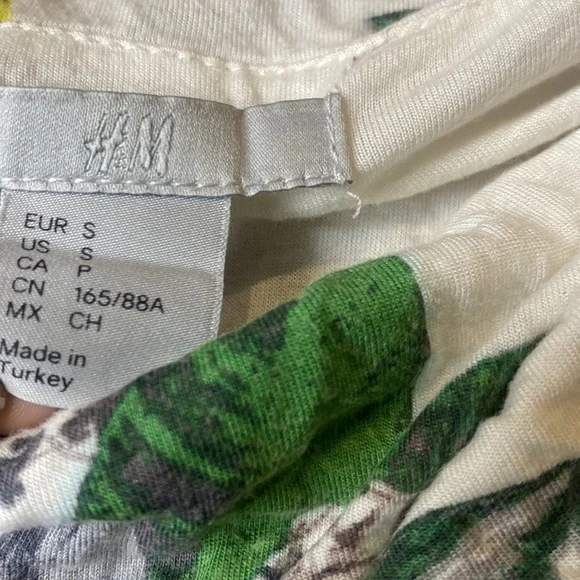 H&M
EUR S
US S
CA P
CN 165/88A
MX CH
Made in
Turkey